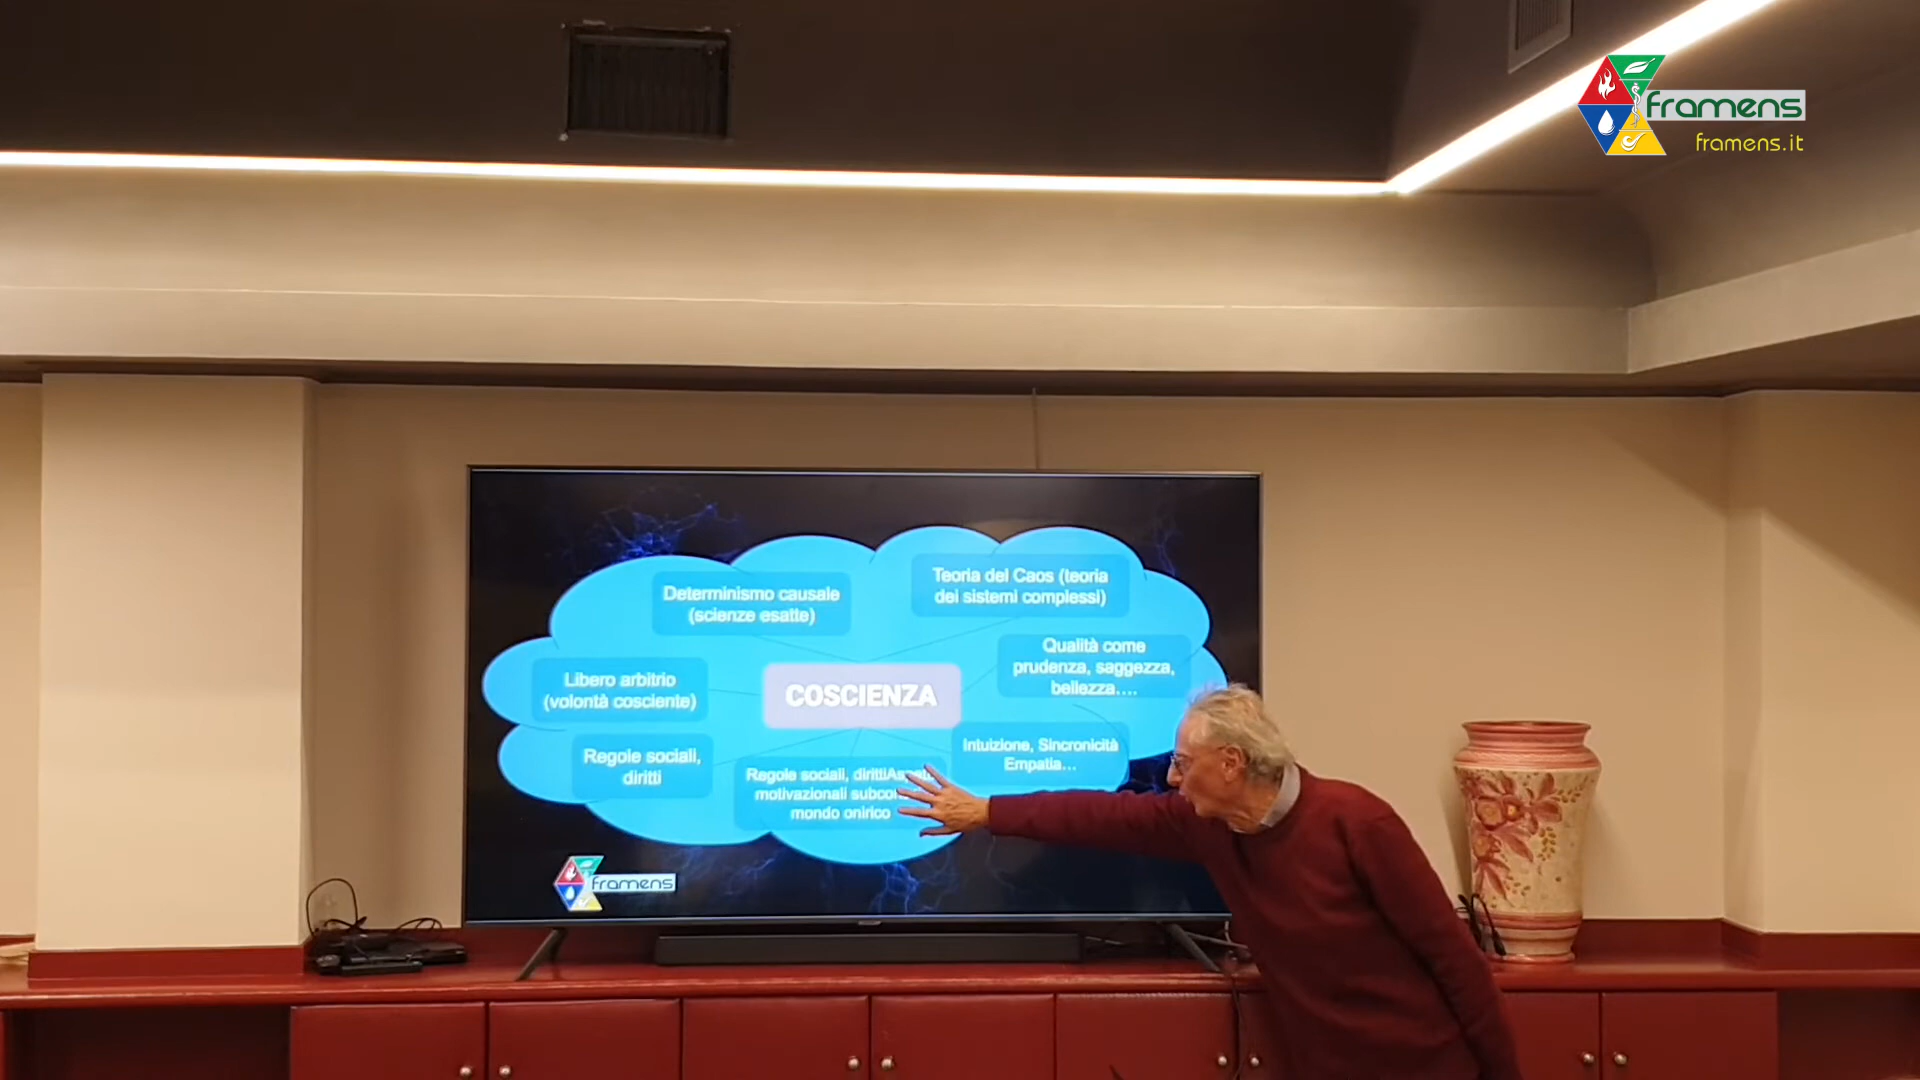 framens
framens.it
Determinismo causale
(scienze esatte)
Teoria del Caos (teoria
dei sistemi complessi)
Qualità come
prudenza, saggezza,
bellezza....
Libero arbitrio
(volontà cosciente)
COSCIENZA
Regole sociali,
diritti
Intuizione, Sincronicità
Empatia...
Regole sociali,
motivazionali
mondo onirico
framens